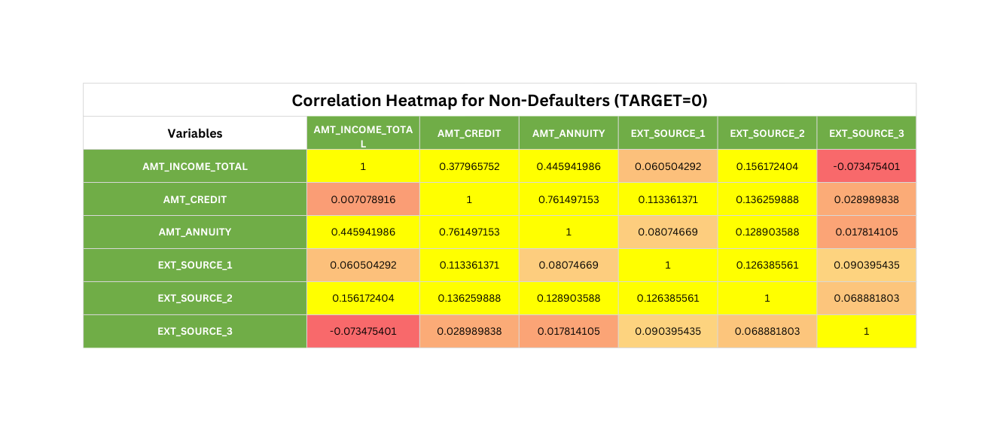 Correlation Heatmap for Non-Defaulters (TARGET=0)
Variables AMT_INCOME_TOTA
L AMT_CREDIT AMT_ANNUITY EXT_SOURCE_1 EXT_SOURCE_2 EXT_SOURCE_3
AMT_INCOME_TOTAL 1 0.377965752 0.445941986 0.060504292 0.156172404 -0.073475401
AMT_CREDIT 0.007078916 1 0.761497153 0.113361371 0.136259888 0.028989838
AMT_ANNUITY 0.445941986 0.761497153 1 0.08074669 0.128903588 0.017814105
EXT_SOURCE_1 0.060504292 0.113361371 0.08074669 1 0.126385561 0.090395435
EXT_SOURCE_2 0.156172404 0.136259888 0.128903588 0.126385561 1 0.068881803
EXT_SOURCE_3 -0.073475401 0.028989838 0.017814105 0.090395435 0.068881803 1